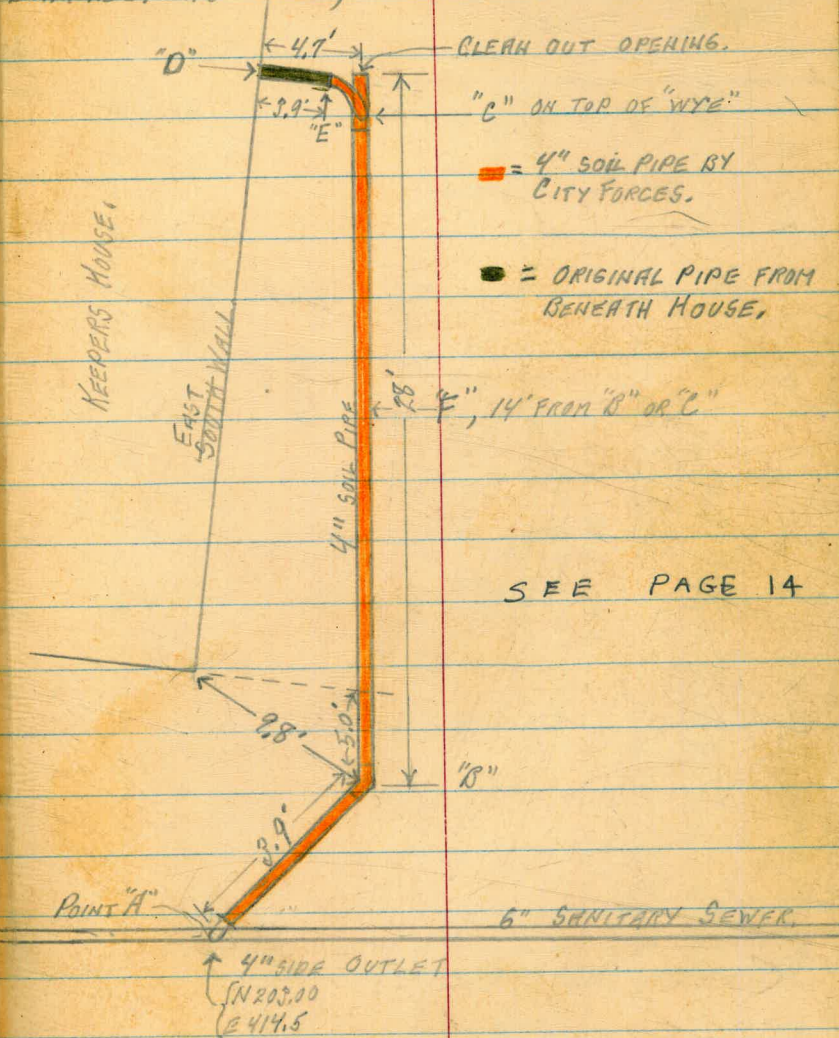 4.7'
CLEAN OUT OPENING.
"D"
3.9'
"E"
"C" ON TOP OF "WYE"
= 4" SOIL PIPE BY
CITY FORCES.
= ORIGINAL PIPE FROM
BENEATH HOUSE.
KEEPERS HOUSE.
EAST
SOUTH WALL
4" SOIL PIPE
28'
"F", 14' FROM "B" OR "C"
SEE PAGE 14
9.8'
5.0'
"B"
3.9'
POINT "A"
6" SANITARY SEWER.
4" SIDE OUTLET
N 203.00
E 414.5